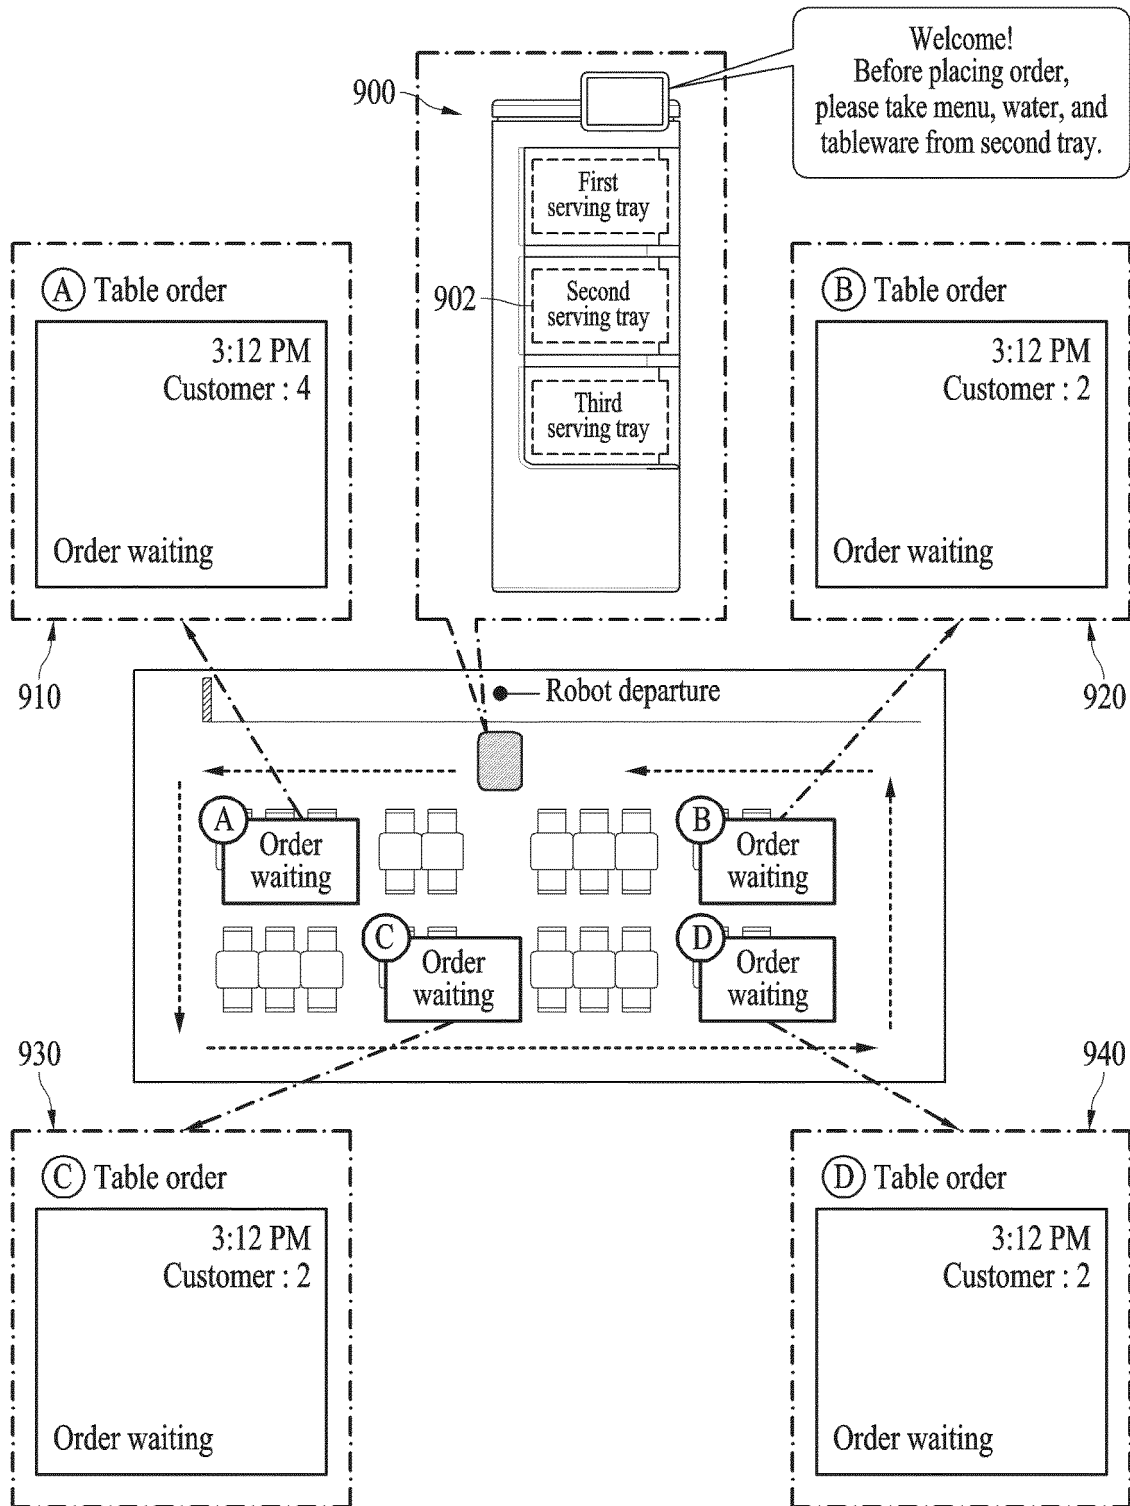 Welcome!
Before placing order,
please take menu, water, and
tableware from second tray.
900
First
serving tray
902
Second
serving tray
Third
serving tray
A Table order
3:12 PM
Customer : 4
Order waiting
910
B Table order
3:12 PM
Customer : 2
Order waiting
920
Robot departure
A
Order
waiting
B
Order
waiting
C
Order
waiting
D
Order
waiting
930
C Table order
3:12 PM
Customer : 2
Order waiting
940
D Table order
3:12 PM
Customer : 2
Order waiting